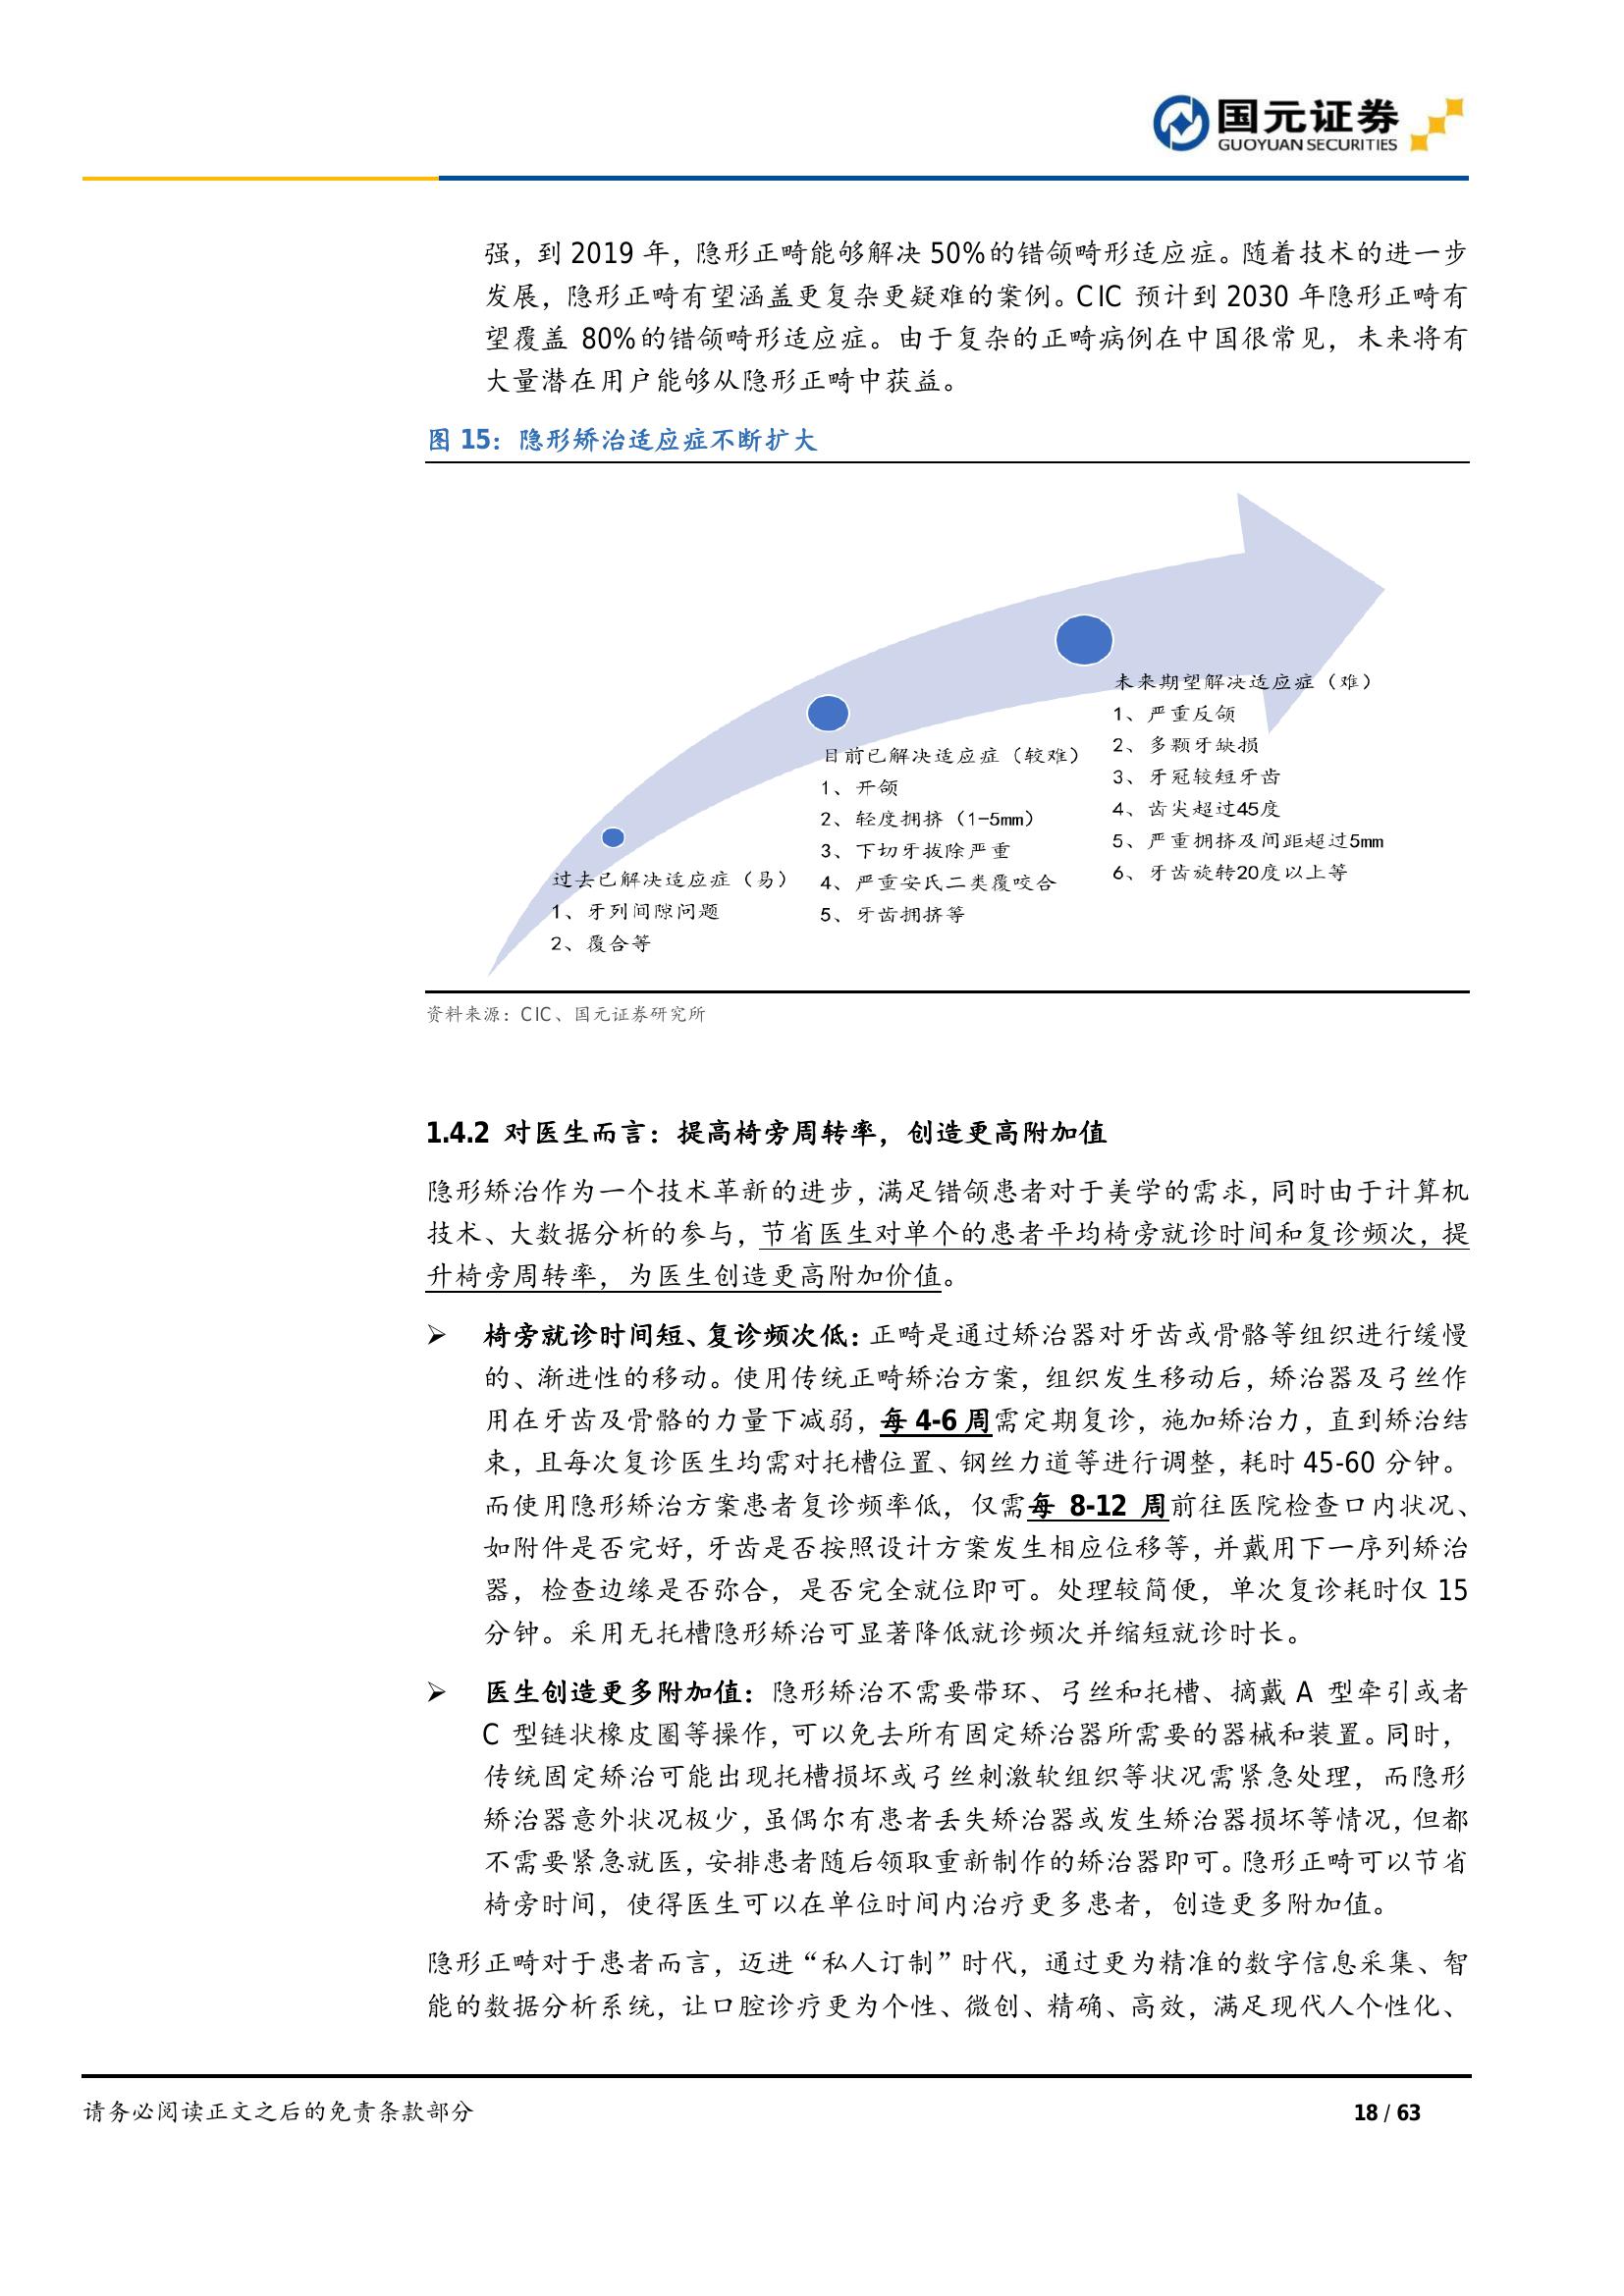 国元证券
GUOYUAN SECURITIES
强，到 2019 年，隐形正畸能够解决 50%的错颌畸形适应症。随着技术的进一步
发展，隐形正畸有望涵盖更复杂更疑难的案例。CIC 预计到 2030 年隐形正畸有
望覆盖 80%的错颌畸形适应症。由于复杂的正畸病例在中国很常见，未来将有
大量潜在用户能够从隐形正畸中获益。
图 15：隐形矫治适应症不断扩大
过去已解决适应症（易）
1、牙列间隙问题
2、覆合等
目前已解决适应症（较难）
1、开颌
2、轻度拥挤（1-5mm）
3、下切牙拔除严重
4、严重安氏二类覆咬合
5、牙齿拥挤等
未来期望解决适应症（难）
1、严重反颌
2、多颗牙缺损
3、牙冠较短牙齿
4、齿尖超过45度
5、严重拥挤及间距超过5mm
6、牙齿旋转20度以上等
资料来源：CIC、国元证券研究所
1.4.2 对医生而言：提高椅旁周转率，创造更高附加值
隐形矫治作为一个技术革新的进步，满足错颌患者对于美学的需求，同时由于计算机
技术、大数据分析的参与，节省医生对单个的患者平均椅旁就诊时间和复诊频次，提
升椅旁周转率，为医生创造更高附加价值。
➢ 椅旁就诊时间短、复诊频次低：正畸是通过矫治器对牙齿或骨骼等组织进行缓慢
的、渐进性的移动。使用传统正畸矫治方案，组织发生移动后，矫治器及弓丝作
用在牙齿及骨骼的力量下减弱，每 4-6 周需定期复诊，施加矫治力，直到矫治结
束，且每次复诊医生均需对托槽位置、钢丝力道等进行调整，耗时 45-60 分钟。
而使用隐形矫治方案患者复诊频率低，仅需每 8-12 周前往医院检查口内状况、
如附件是否完好，牙齿是否按照设计方案发生相应位移等，并戴用下一序列矫治
器，检查边缘是否弥合，是否完全就位即可。处理较简便，单次复诊耗时仅 15
分钟。采用无托槽隐形矫治可显著降低就诊频次并缩短就诊时长。
➢ 医生创造更多附加值：隐形矫治不需要带环、弓丝和托槽、摘戴 A 型牵引或者
C 型链状橡皮圈等操作，可以免去所有固定矫治器所需要的器械和装置。同时，
传统固定矫治可能出现托槽损坏或弓丝刺激软组织等状况需紧急处理，而隐形
矫治器意外状况极少，虽偶尔有患者丢失矫治器或发生矫治器损坏等情况，但都
不需要紧急就医，安排患者随后领取重新制作的矫治器即可。隐形正畸可以节省
椅旁时间，使得医生可以在单位时间内治疗更多患者，创造更多附加值。
隐形正畸对于患者而言，迈进“私人订制”时代，通过更为精准的数字信息采集、智
能的数据分析系统，让口腔诊疗更为个性、微创、精确、高效，满足现代人个性化、
请务必阅读正文之后的免责条款部分
18 / 63